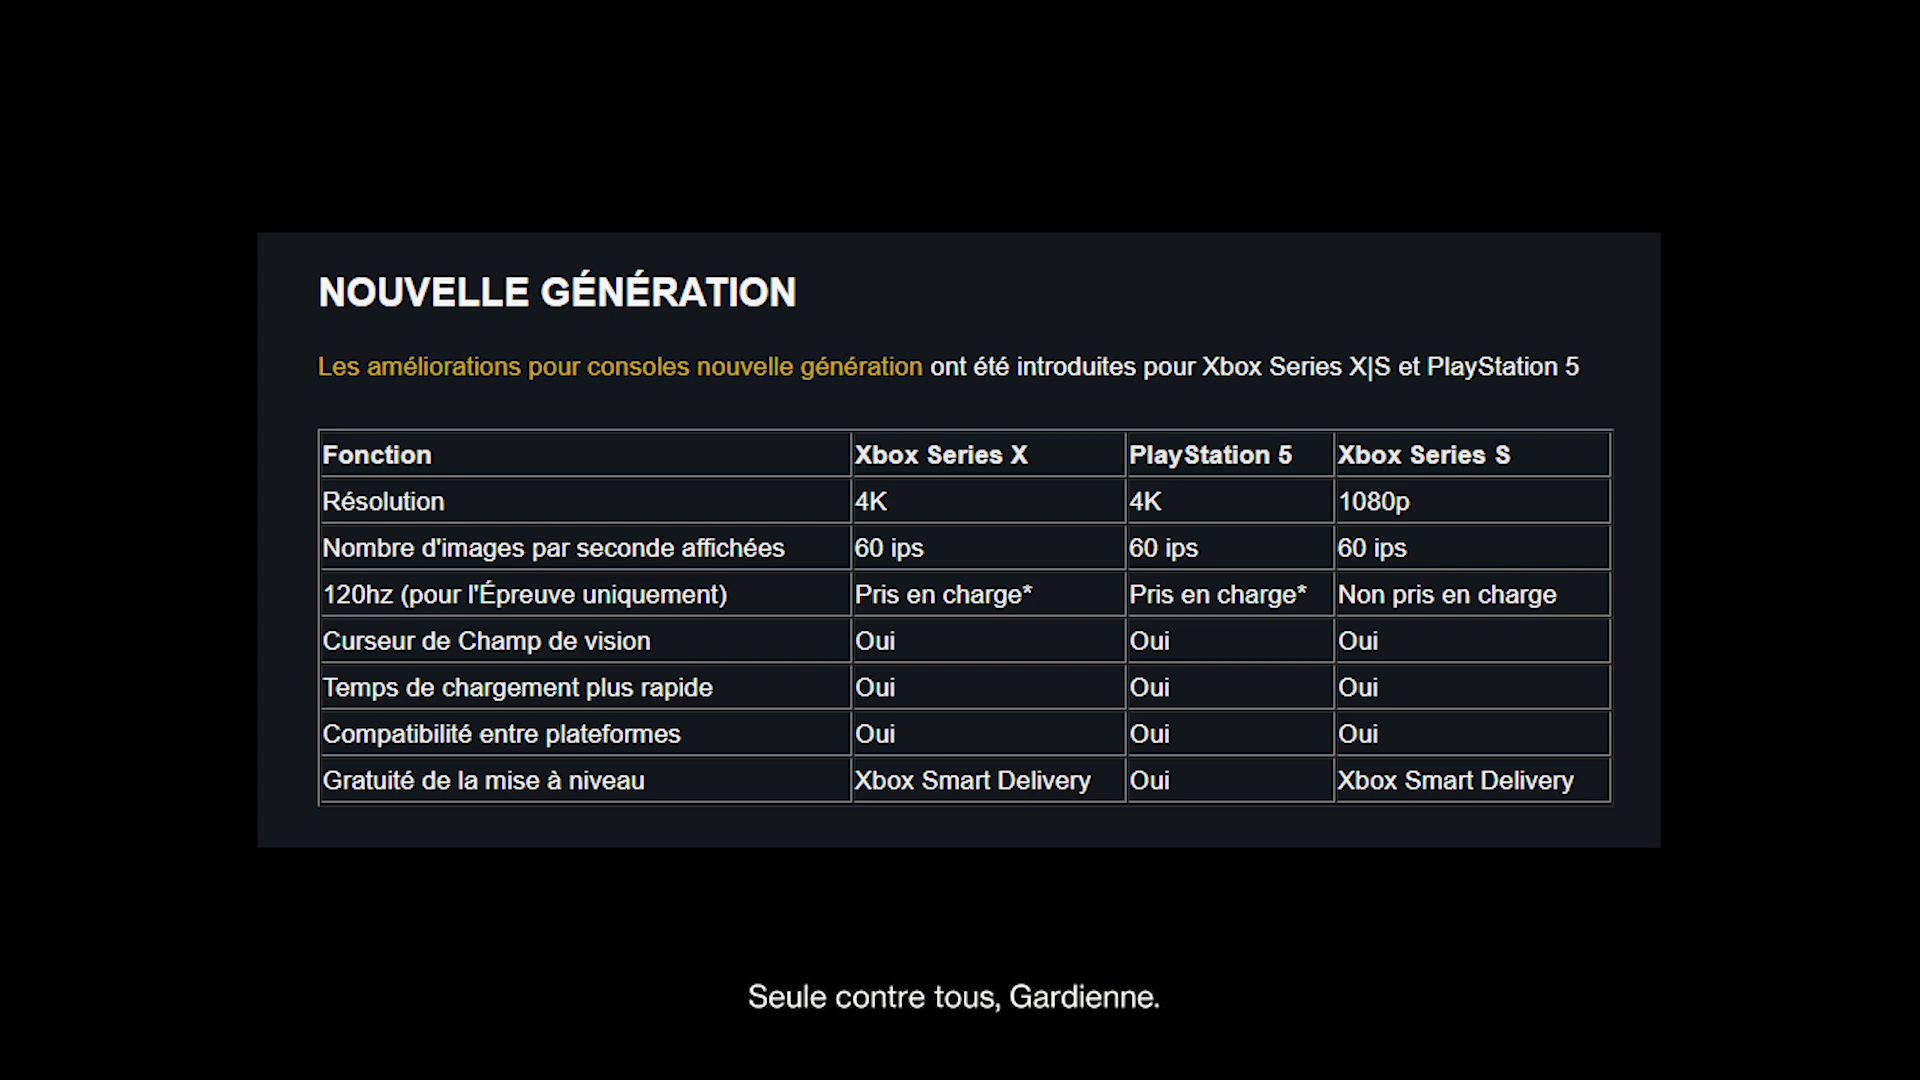 NOUVELLE GÉNÉRATION
Les améliorations pour consoles nouvelle génération ont été introduites pour Xbox Series X|S et PlayStation 5
Fonction Xbox Series X PlayStation 5 Xbox Series S
Résolution 4K 4K 1080p
Nombre d'images par seconde affichées 60 ips 60 ips 60 ips
120hz (pour l'Épreuve uniquement) Pris en charge* Pris en charge* Non pris en charge
Curseur de Champ de vision Oui Oui Oui
Temps de chargement plus rapide Oui Oui Oui
Compatibilité entre plateformes Oui Oui Oui
Gratuité de la mise à niveau Xbox Smart Delivery Oui Xbox Smart Delivery
Seule contre tous, Gardienne.